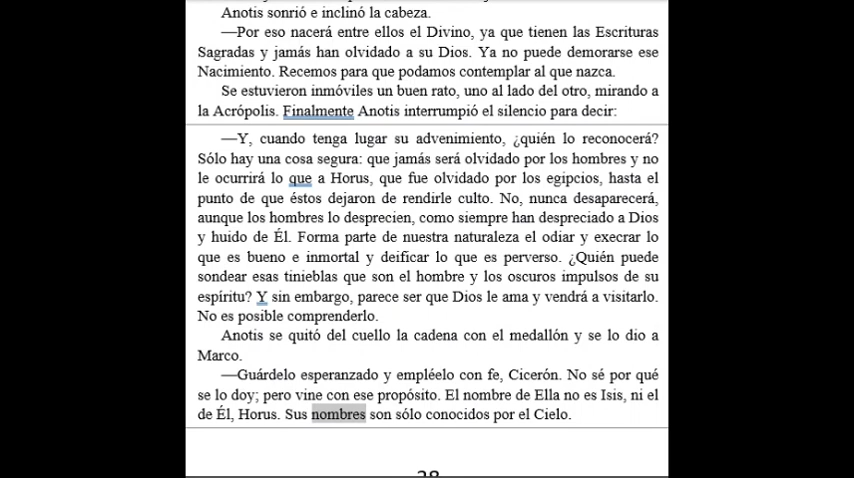 Anotis sonrió e inclinó la cabeza.
—Por eso nacerá entre ellos el Divino, ya que tienen las Escrituras
Sagradas y jamás han olvidado a su Dios. Ya no puede demorarse ese
Nacimiento. Recemos para que podamos contemplar al que nazca.
Se estuvieron inmóviles un buen rato, uno al lado del otro, mirando a
la Acrópolis. Finalmente Anotis interrumpió el silencio para decir:
—Y, cuando tenga lugar su advenimiento, ¿quién lo reconocerá?
Sólo hay una cosa segura: que jamás será olvidado por los hombres y no
le ocurrirá lo que a Horus, que fue olvidado por los egipcios, hasta el
punto de que éstos dejaron de rendirle culto. No, nunca desaparecerá,
aunque los hombres lo desprecien, como siempre han despreciado a Dios
y huido de Él. Forma parte de nuestra naturaleza el odiar y execrar lo
que es bueno e inmortal y deificar lo que es perverso. ¿Quién puede
sondear esas tinieblas que son el hombre y los oscuros impulsos de su
espíritu? Y sin embargo, parece ser que Dios le ama y vendrá a visitarlo.
No es posible comprenderlo.
Anotis se quitó del cuello la cadena con el medallón y se lo dio a
Marco.
—Guárdelo esperanzado y empléelo con fe, Cicerón. No sé por qué
se lo doy; pero vine con ese propósito. El nombre de Ella no es Isis, ni el
de Él, Horus. Sus nombres son sólo conocidos por el Cielo.